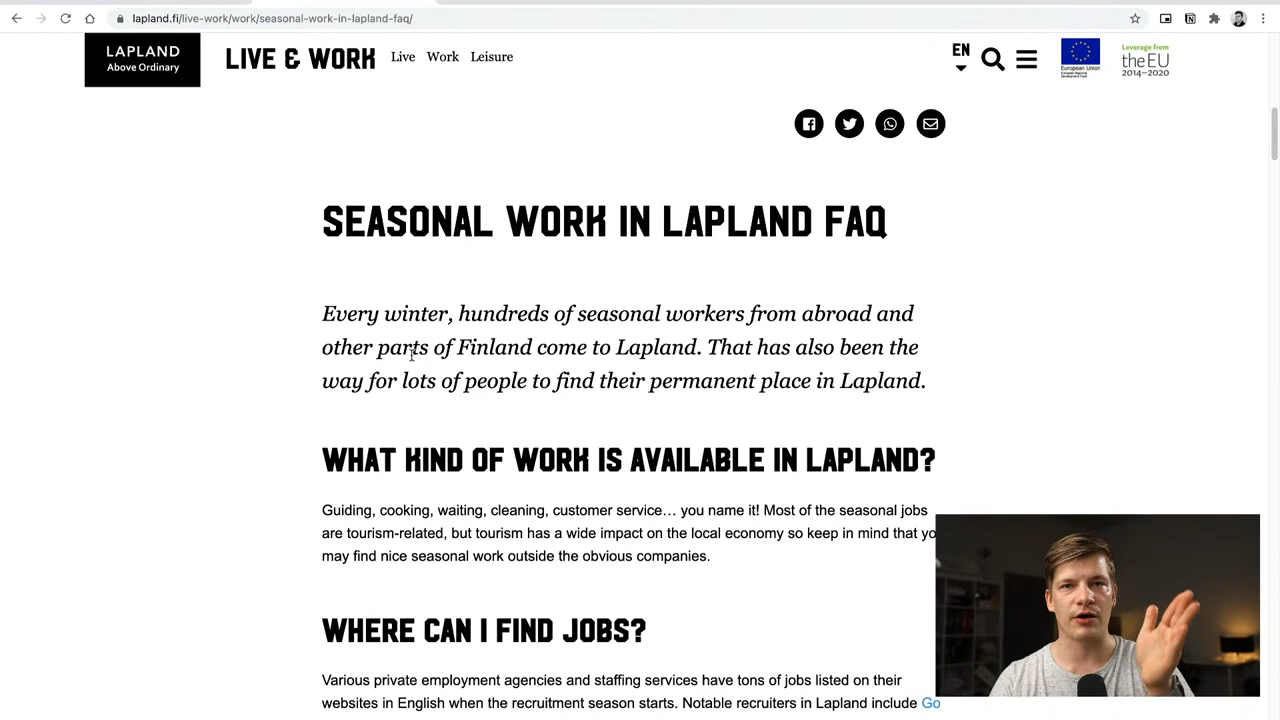 lapland.fi/live-work/work/seasonal-work-in-lapland-faq/
LAPLAND
Above Ordinary
LIVE & WORK
Live
Work
Leisure
EN
European Union
Leverage from
the EU
2014–2020
SEASONAL WORK IN LAPLAND FAQ
Every winter, hundreds of seasonal workers from abroad and
other parts of Finland come to Lapland. That has also been the
way for lots of people to find their permanent place in Lapland.
WHAT KIND OF WORK IS AVAILABLE IN LAPLAND?
Guiding, cooking, waiting, cleaning, customer service… you name it! Most of the seasonal jobs
are tourism-related, but tourism has a wide impact on the local economy so keep in mind that yo
may find nice seasonal work outside the obvious companies.
WHERE CAN I FIND JOBS?
Various private employment agencies and staffing services have tons of jobs listed on their
websites in English when the recruitment season starts. Notable recruiters in Lapland include Go